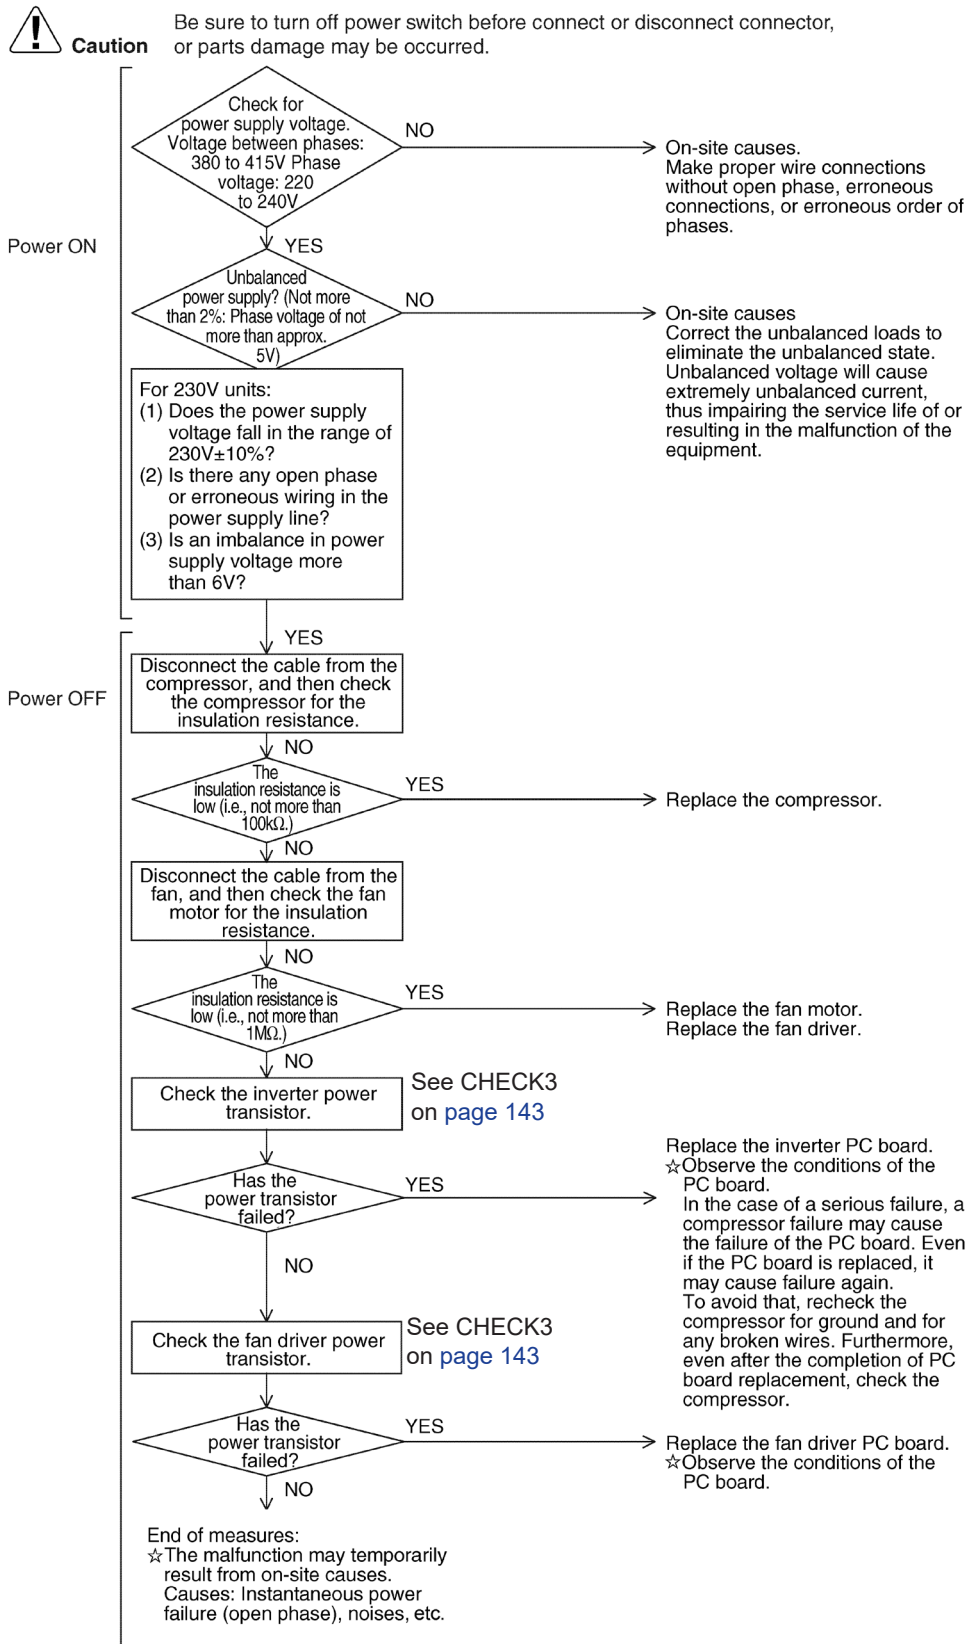 Be sure to turn off power switch before connect or disconnect connector,
Caution or parts damage may be occurred.
Check for
power supply voltage.
Voltage between phases:
380 to 415V Phase
voltage: 220
to 240V
NO
On-site causes.
Make proper wire connections
without open phase, erroneous
connections, or erroneous order of
phases.
Power ON
YES
Unbalanced
power supply? (Not more
than 2%: Phase voltage of not
more than approx.
5V)
NO
On-site causes
Correct the unbalanced loads to
eliminate the unbalanced state.
Unbalanced voltage will cause
extremely unbalanced current,
thus impairing the service life of or
resulting in the malfunction of the
equipment.
For 230V units:
(1) Does the power supply
voltage fall in the range of
230V±10%?
(2) Is there any open phase
or erroneous wiring in the
power supply line?
(3) Is an imbalance in power
supply voltage more
than 6V?
YES
Power OFF
Disconnect the cable from the
compressor, and then check
the compressor for the
insulation resistance.
NO
The
insulation resistance is
low (i.e., not more than
100kΩ.)
YES
Replace the compressor.
NO
Disconnect the cable from the
fan, and then check the fan
motor for the insulation
resistance.
NO
The
insulation resistance is
low (i.e., not more than
1MΩ.)
YES
Replace the fan motor.
Replace the fan driver.
NO
Check the inverter power
transistor.
See CHECK3
on page 143
Has the
power transistor
failed?
YES
Replace the inverter PC board.
☆Observe the conditions of the
PC board.
In the case of a serious failure, a
compressor failure may cause
the failure of the PC board. Even
if the PC board is replaced, it
may cause failure again.
To avoid that, recheck the
compressor for ground and for
any broken wires. Furthermore,
even after the completion of PC
board replacement, check the
compressor.
NO
Check the fan driver power
transistor.
See CHECK3
on page 143
Has the
power transistor
failed?
YES
Replace the fan driver PC board.
☆Observe the conditions of the
PC board.
NO
End of measures:
☆The malfunction may temporarily
result from on-site causes.
Causes: Instantaneous power
failure (open phase), noises, etc.